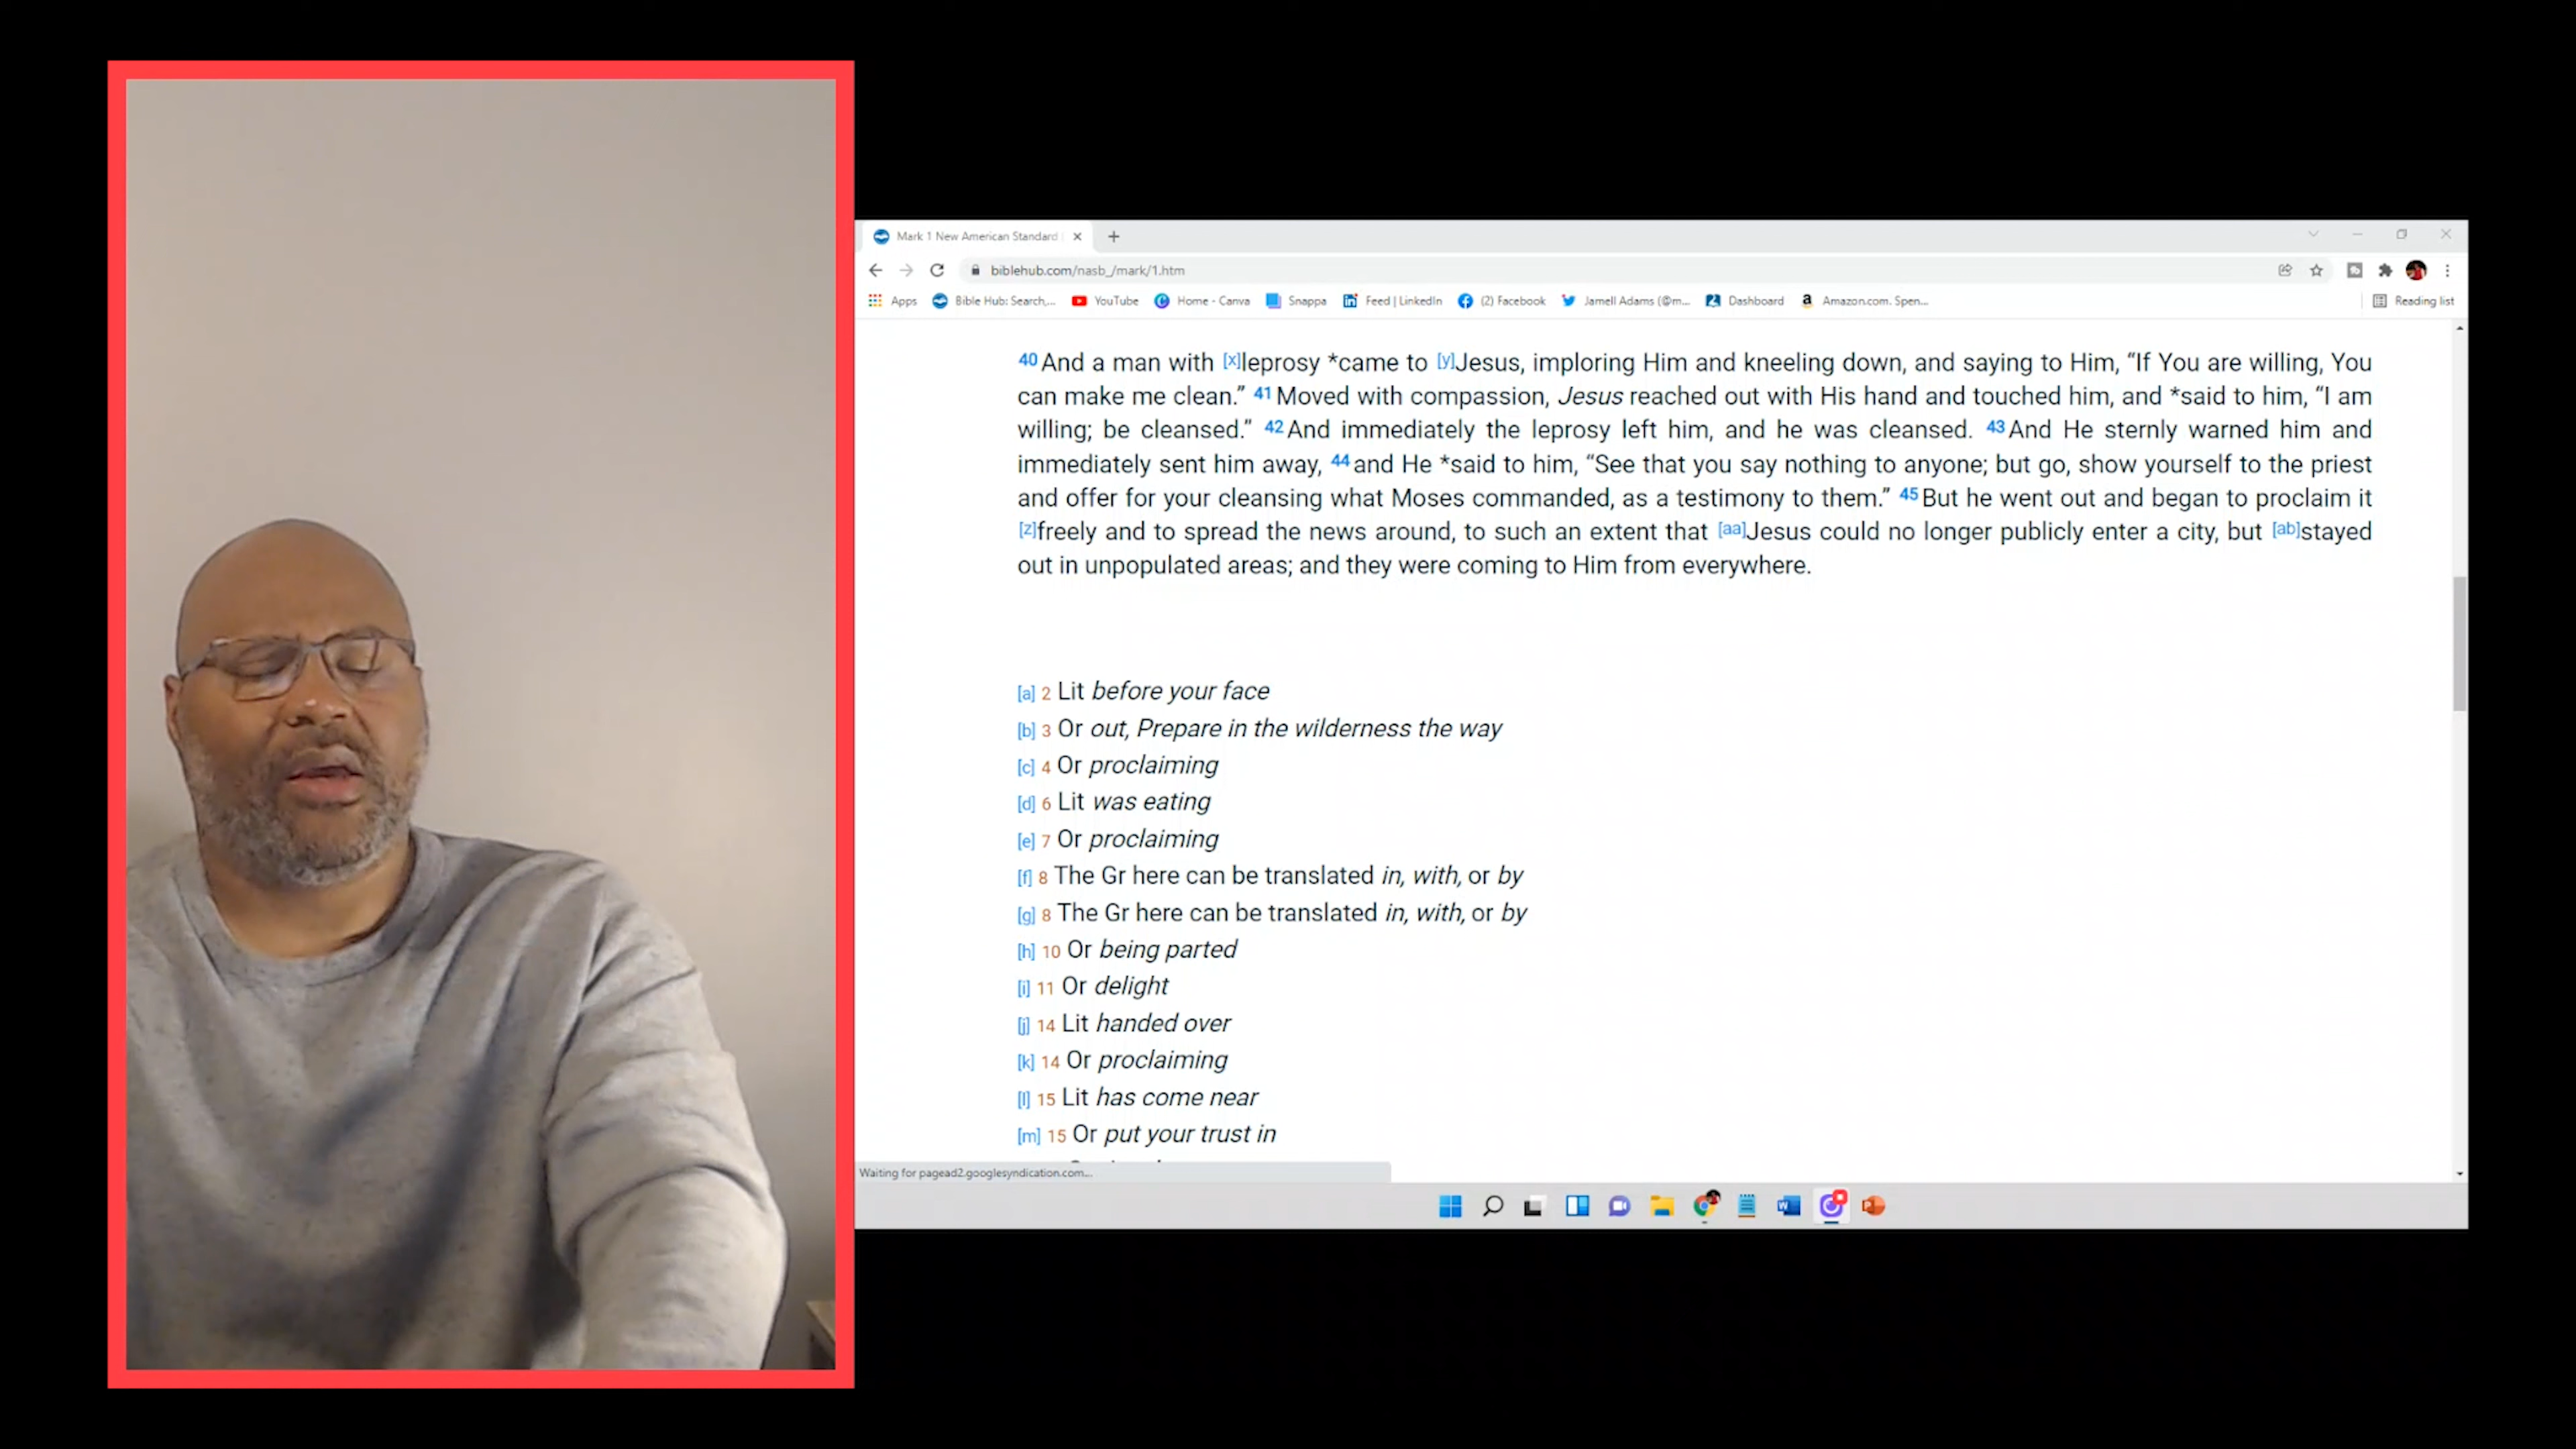 Mark 1 New American Standard
biblehub.com/nasb_/mark/1.htm
Apps Bible Hub: Search,... YouTube Home - Canva Snappa Feed | LinkedIn (2) Facebook Jamell Adams (@m... Dashboard Amazon.com. Spen... Reading list
40 And a man with [x]leprosy *came to [y]Jesus, imploring Him and kneeling down, and saying to Him, “If You are willing, You
can make me clean.” 41 Moved with compassion, Jesus reached out with His hand and touched him, and *said to him, “I am
willing; be cleansed.” 42 And immediately the leprosy left him, and he was cleansed. 43 And He sternly warned him and
immediately sent him away, 44 and He *said to him, “See that you say nothing to anyone; but go, show yourself to the priest
and offer for your cleansing what Moses commanded, as a testimony to them.” 45 But he went out and began to proclaim it
[z]freely and to spread the news around, to such an extent that [aa]Jesus could no longer publicly enter a city, but [ab]stayed
out in unpopulated areas; and they were coming to Him from everywhere.
[a] 2 Lit before your face
[b] 3 Or out, Prepare in the wilderness the way
[c] 4 Or proclaiming
[d] 6 Lit was eating
[e] 7 Or proclaiming
[f] 8 The Gr here can be translated in, with, or by
[g] 8 The Gr here can be translated in, with, or by
[h] 10 Or being parted
[i] 11 Or delight
[j] 14 Lit handed over
[k] 14 Or proclaiming
[l] 15 Lit has come near
[m] 15 Or put your trust in
Waiting for pagead2.googlesyndication.com...